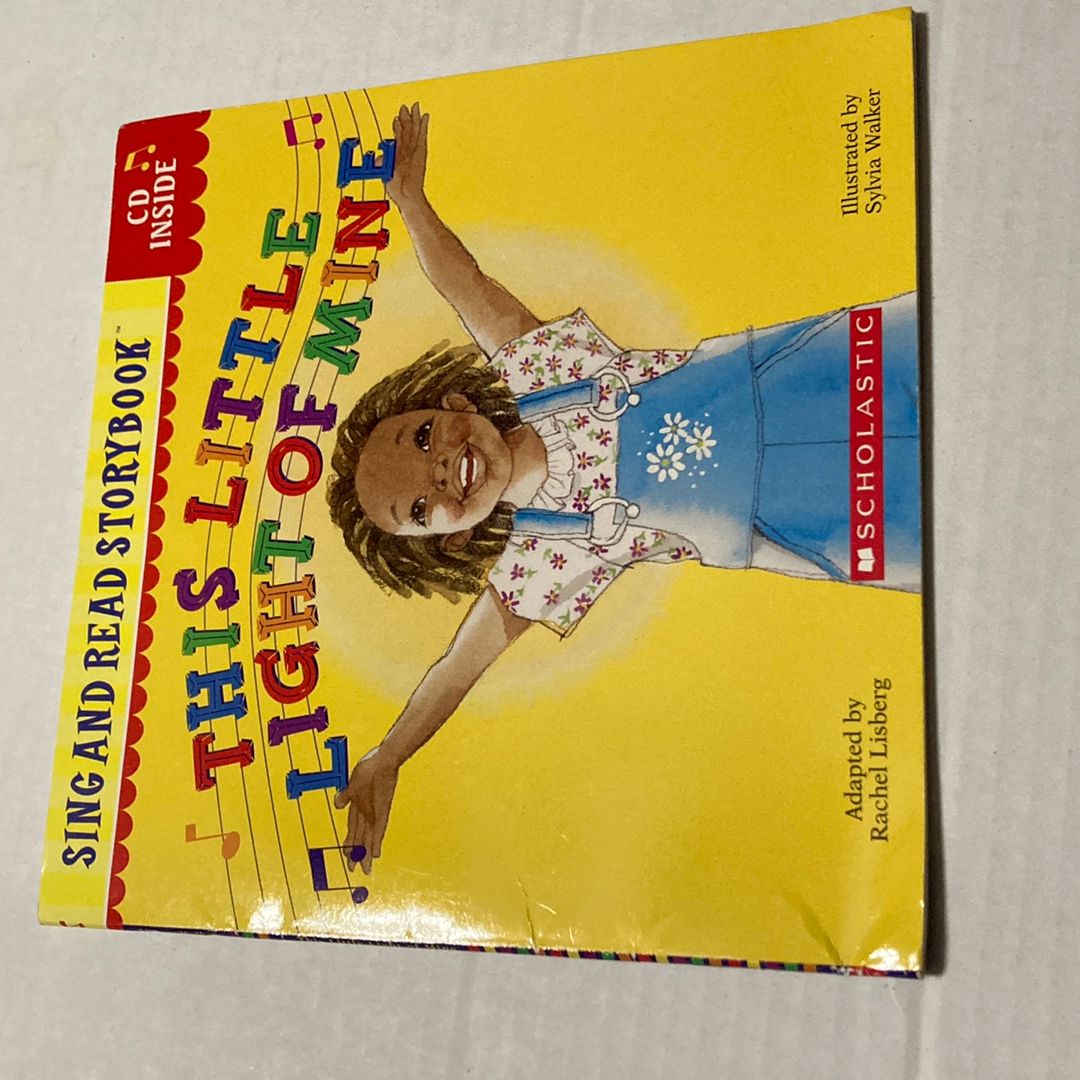 SING AND READ STORYBOOK™
CD
INSIDE
THIS LITTLE
LIGHT OF MINE
Adapted by
Rachel Lisberg
SCHOLASTIC
Illustrated by
Sylvia Walker